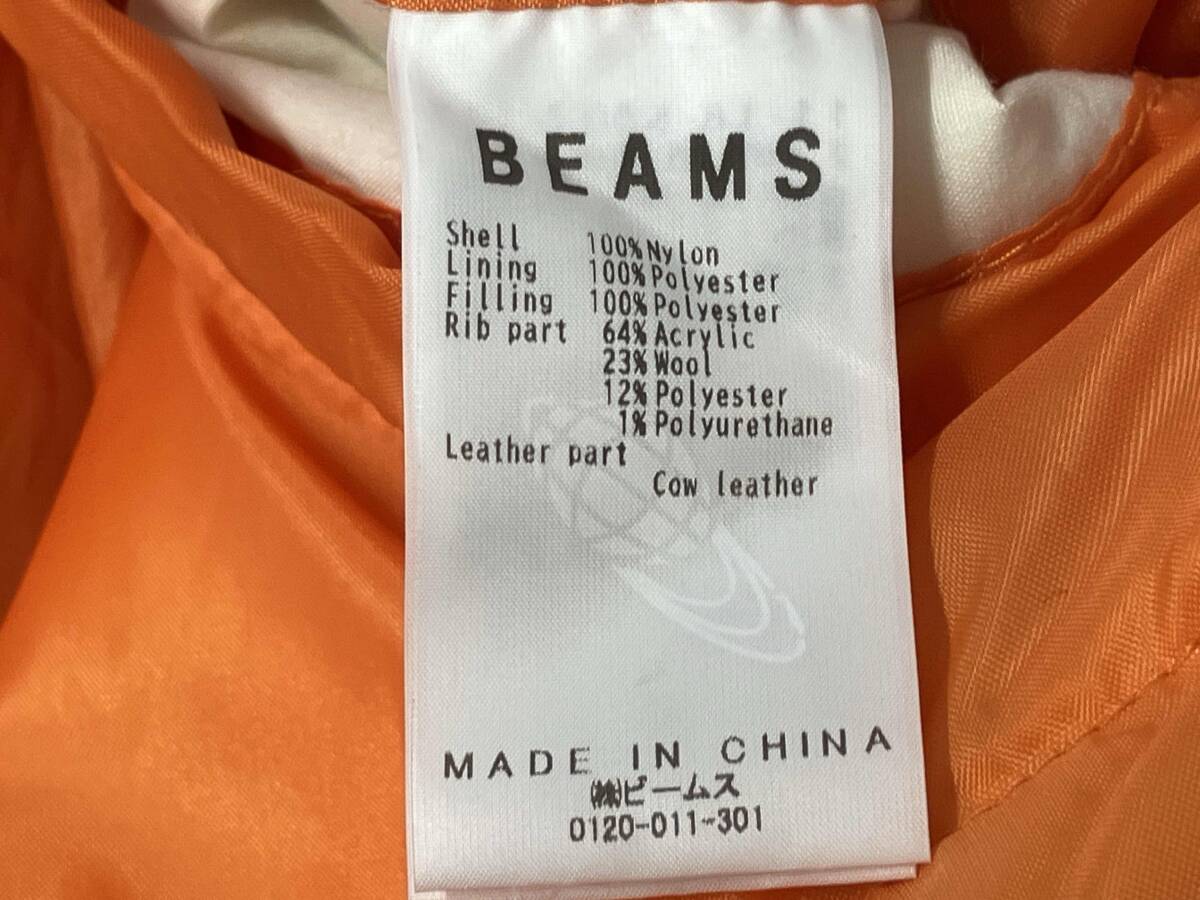 BEAMS
Shell 100%Nylon
Lining 100%Polyester
Filling 100%Polyester
Rib part 64%Acrylic
23%Wool
12%Polyester
1%Polyurethane
Leather part
Cow leather
MADE IN CHINA
㈱ビームス
0120-011-301